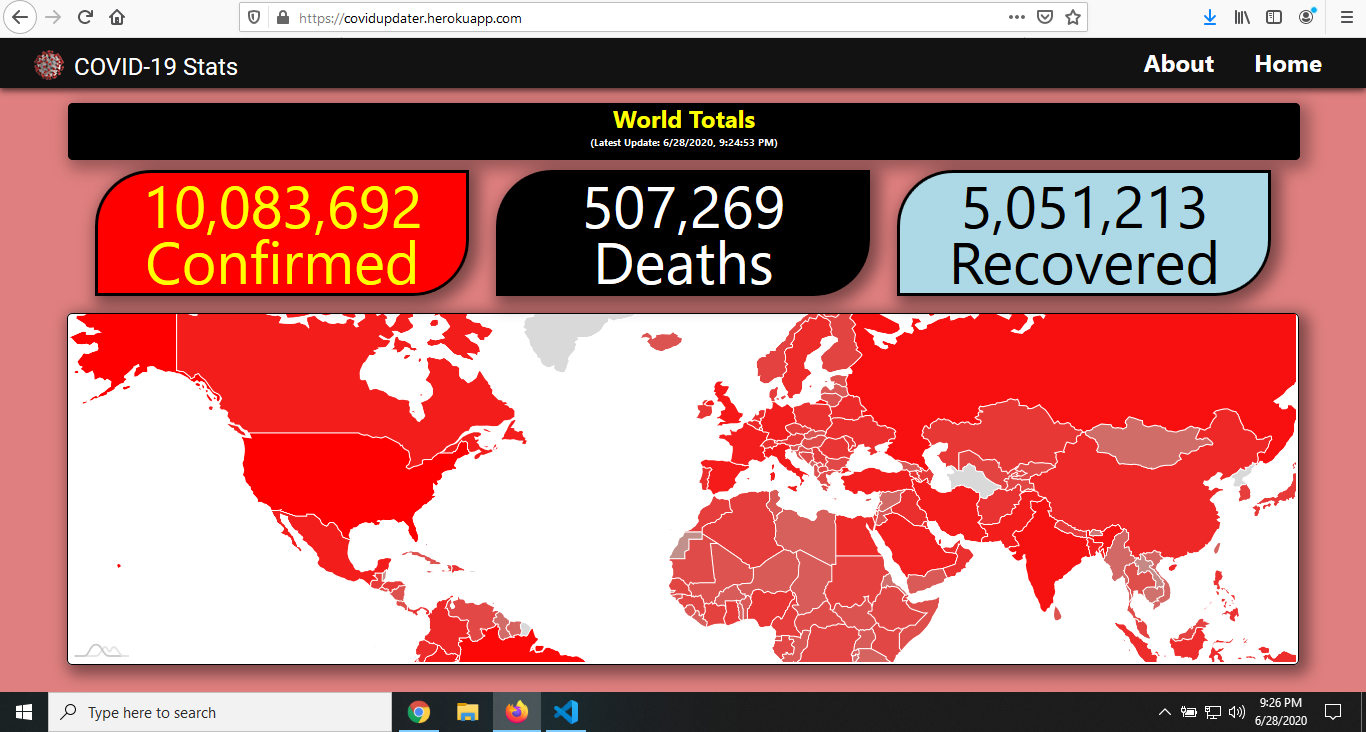 https://covidupdater.herokuapp.com
COVID-19 Stats
About
Home
World Totals
(Latest Update: 6/28/2020, 9:24:53 PM)
10,083,692
Confirmed
507,269
Deaths
5,051,213
Recovered
Type here to search
9:26 PM
6/28/2020